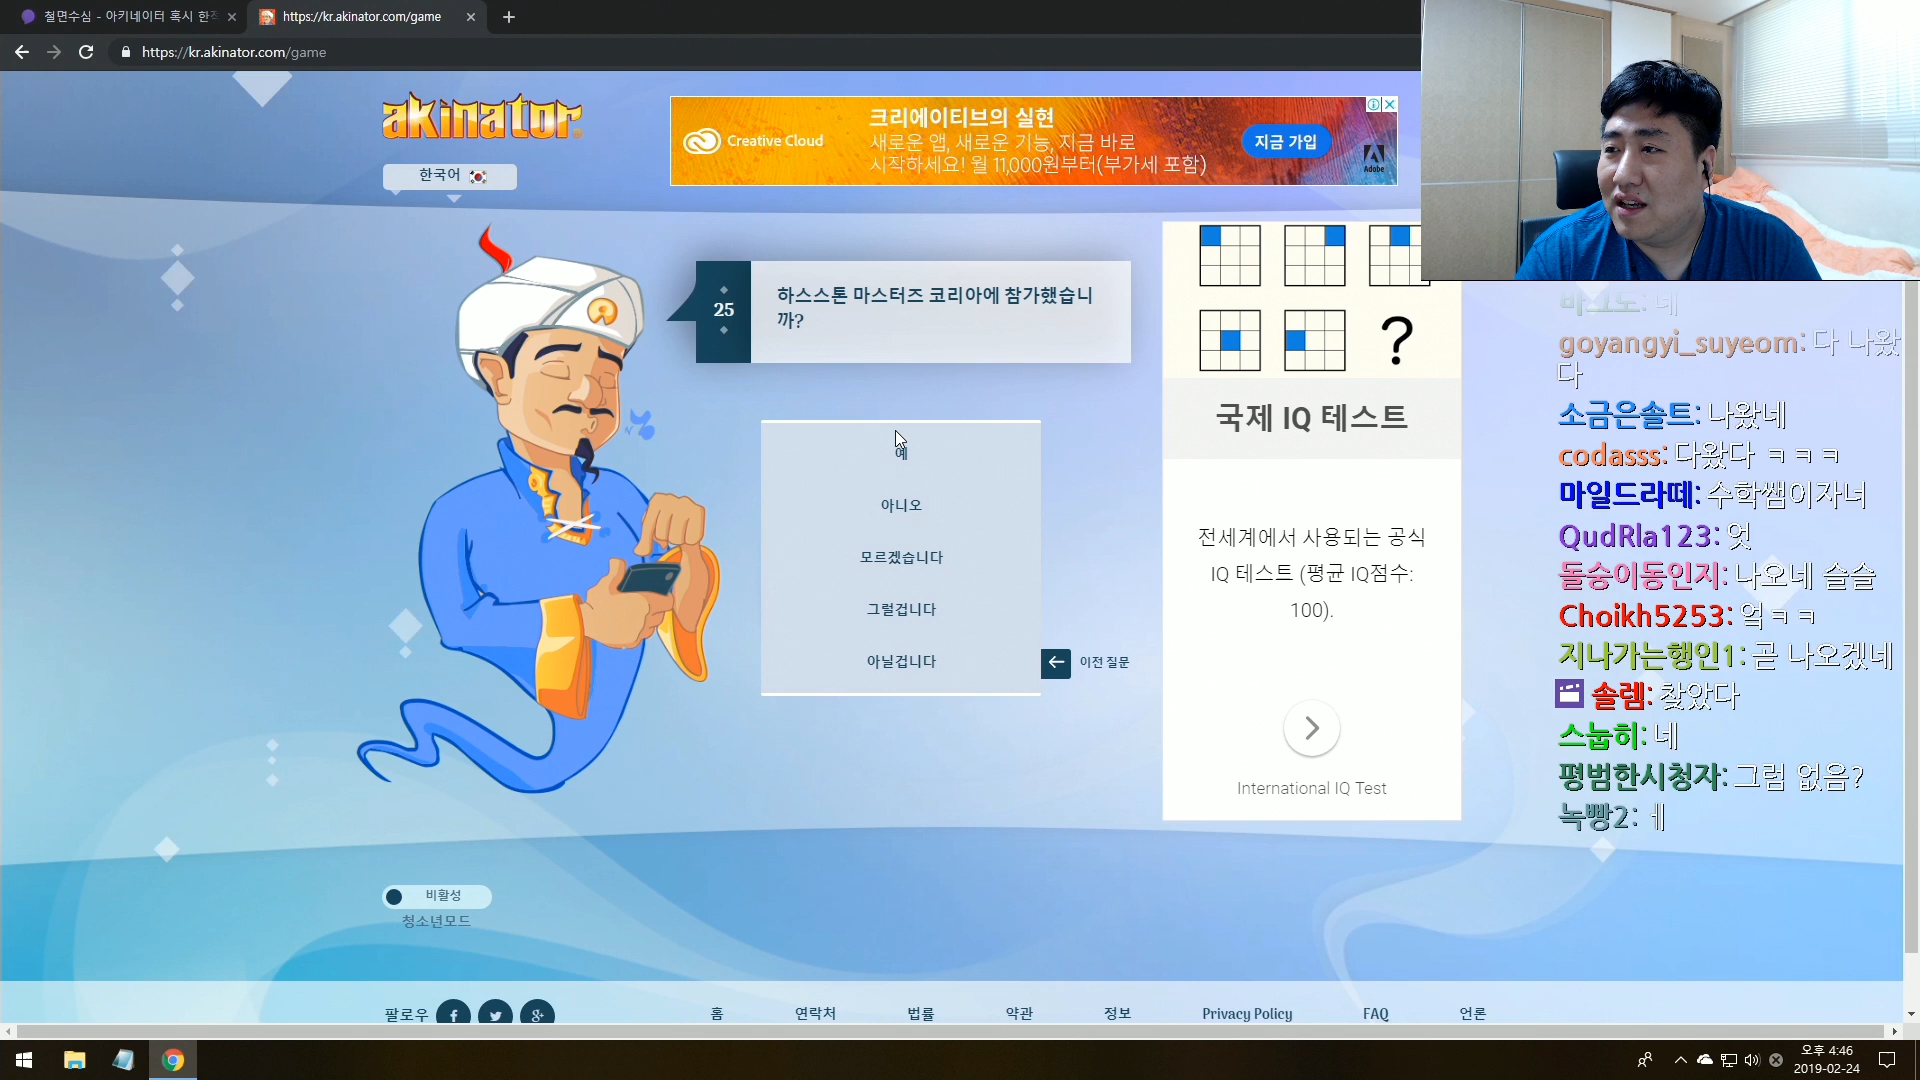 철면수심 - 아키네이터 혹시 한
https://kr.akinator.com/game
https://kr.akinator.com/game
akinator
한국어
Creative Cloud
크리에이티브의 실현
새로운 앱, 새로운 기능, 지금 바로
시작하세요! 월 11,000원부터(부가세 포함)
지금 가입
Adobe
25
하스스톤 마스터즈 코리아에 참가했습니
까?
예
아니오
모르겠습니다
그럴겁니다
아닐겁니다
이전 질문
?
국제 IQ 테스트
전세계에서 사용되는 공식
IQ 테스트 (평균 IQ점수:
100).
International IQ Test
네
goyangyi_suyeom: 다 나왔
다
소금은솔트: 나왔네
codasss: 다왔다 ㅋㅋㅋ
마일드라떼: 수학쌤이자너
QudRla123: 엇
돌숭이동인지: 나오네 슬슬
Choikh5253: 엌ㅋㅋ
지나가는행인1: 곧 나오겠네
솔렘: 찾았다
스눕히: 네
평범한시청자: 그럼 없음?
녹빵2: ㅔ
비활성
청소년모드
팔로우
홈
연락처
법률
약관
정보
Privacy Policy
FAQ
언론
오후 4:46
2019-02-24